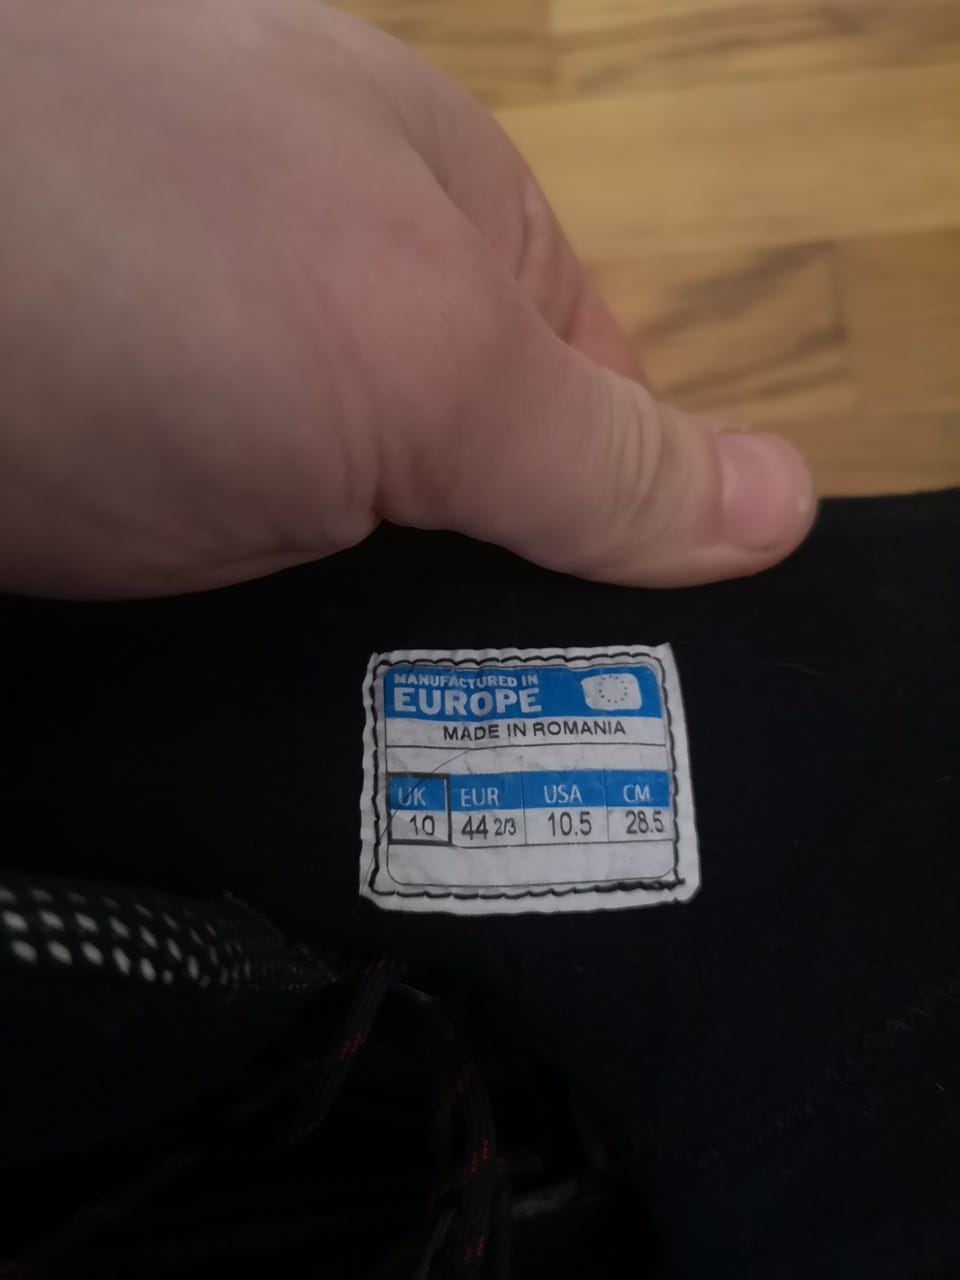 MANUFACTURED IN
EUROPE
MADE IN ROMANIA
UK EUR USA CM
10 44 2/3 10.5 28.5